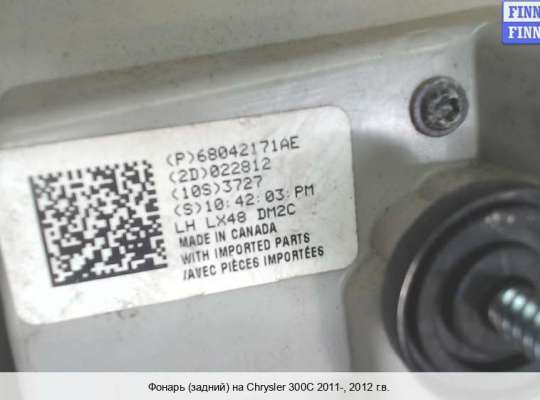 FINN
FINN
(P)68042171AE
(2D)022812
(10S)3727
(S)10:42:03:PM
LH LX48 DM2C
MADE IN CANADA
WITH IMPORTED PARTS
/AVEC PIÈCES IMPORTÉES
Фонарь (задний) на Chrysler 300C 2011-, 2012 г.в.